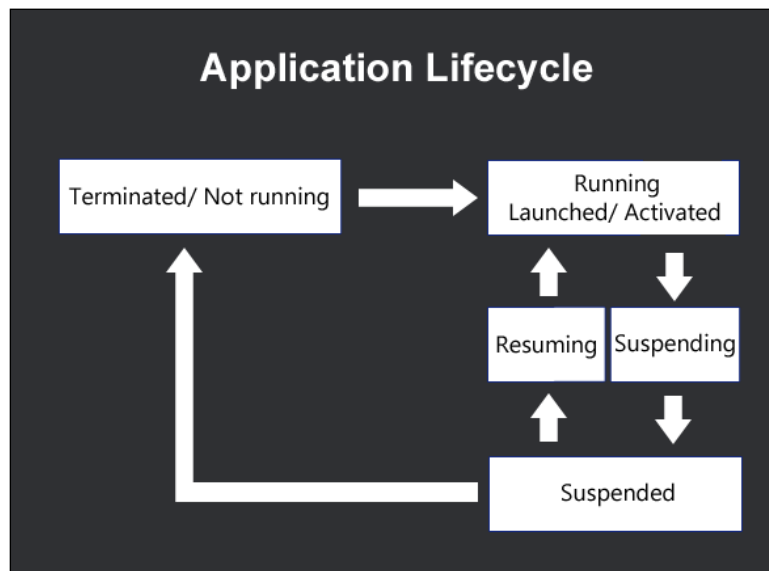 Application Lifecycle
Terminated/ Not running
Running
Launched/ Activated
Resuming
Suspending
Suspended